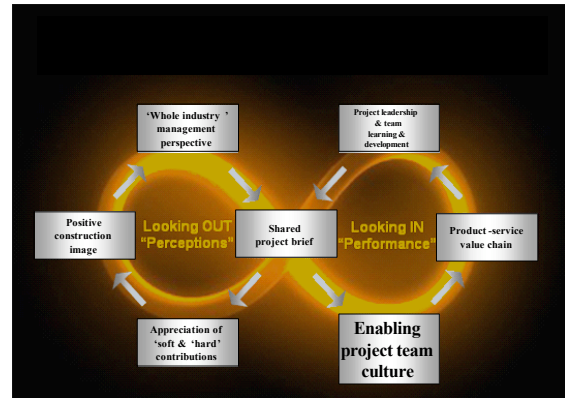 ‘Whole industry ’
management
perspective
Project leadership
& team
learning &
development
Positive
construction
image
Looking OUT
"Perceptions"
Shared
project brief
Looking IN
"Performance"
Product -service
value chain
Appreciation of
‘soft & ‘hard’
contributions
Enabling
project team
culture